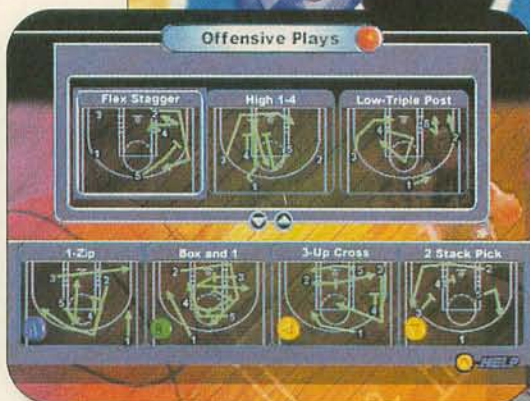 Offensive Plays
Flex Stagger
High 1-4
Low-Triple Post
1-Zip
Box and 1
3-Up Cross
2 Stack Pick
HELP